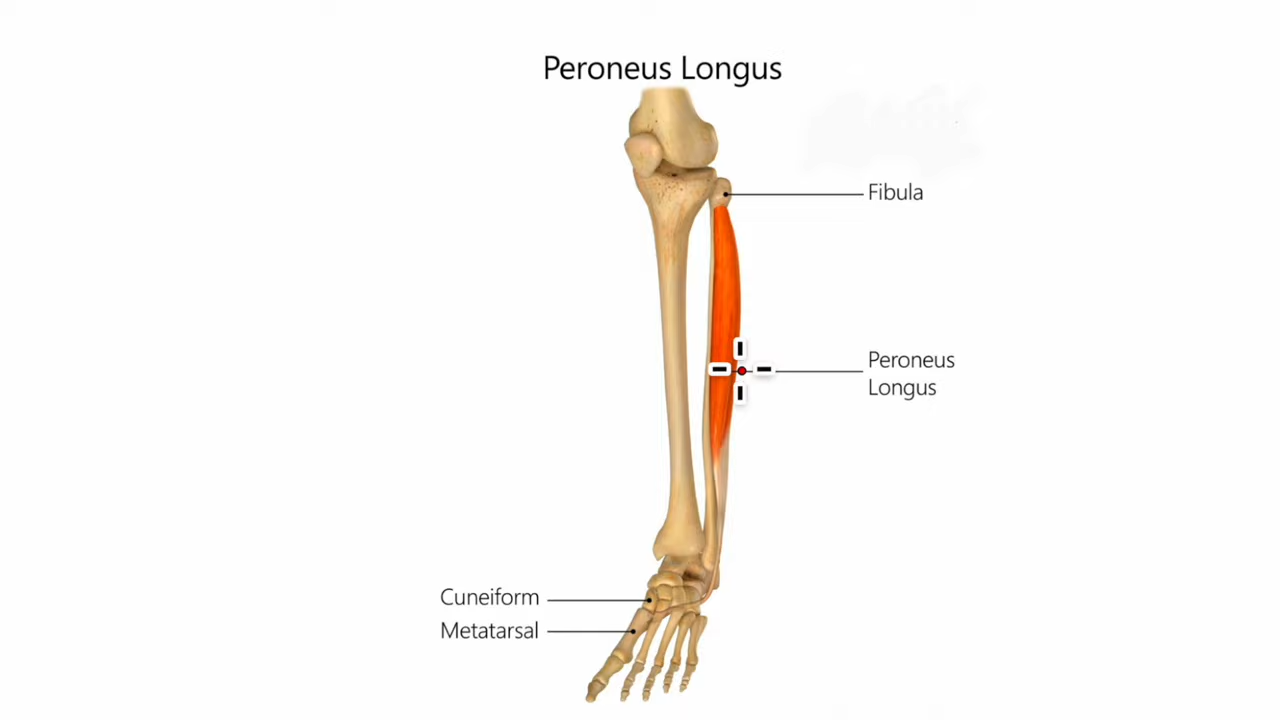 Peroneus Longus
Fibula
Peroneus
Longus
Cuneiform
Metatarsal